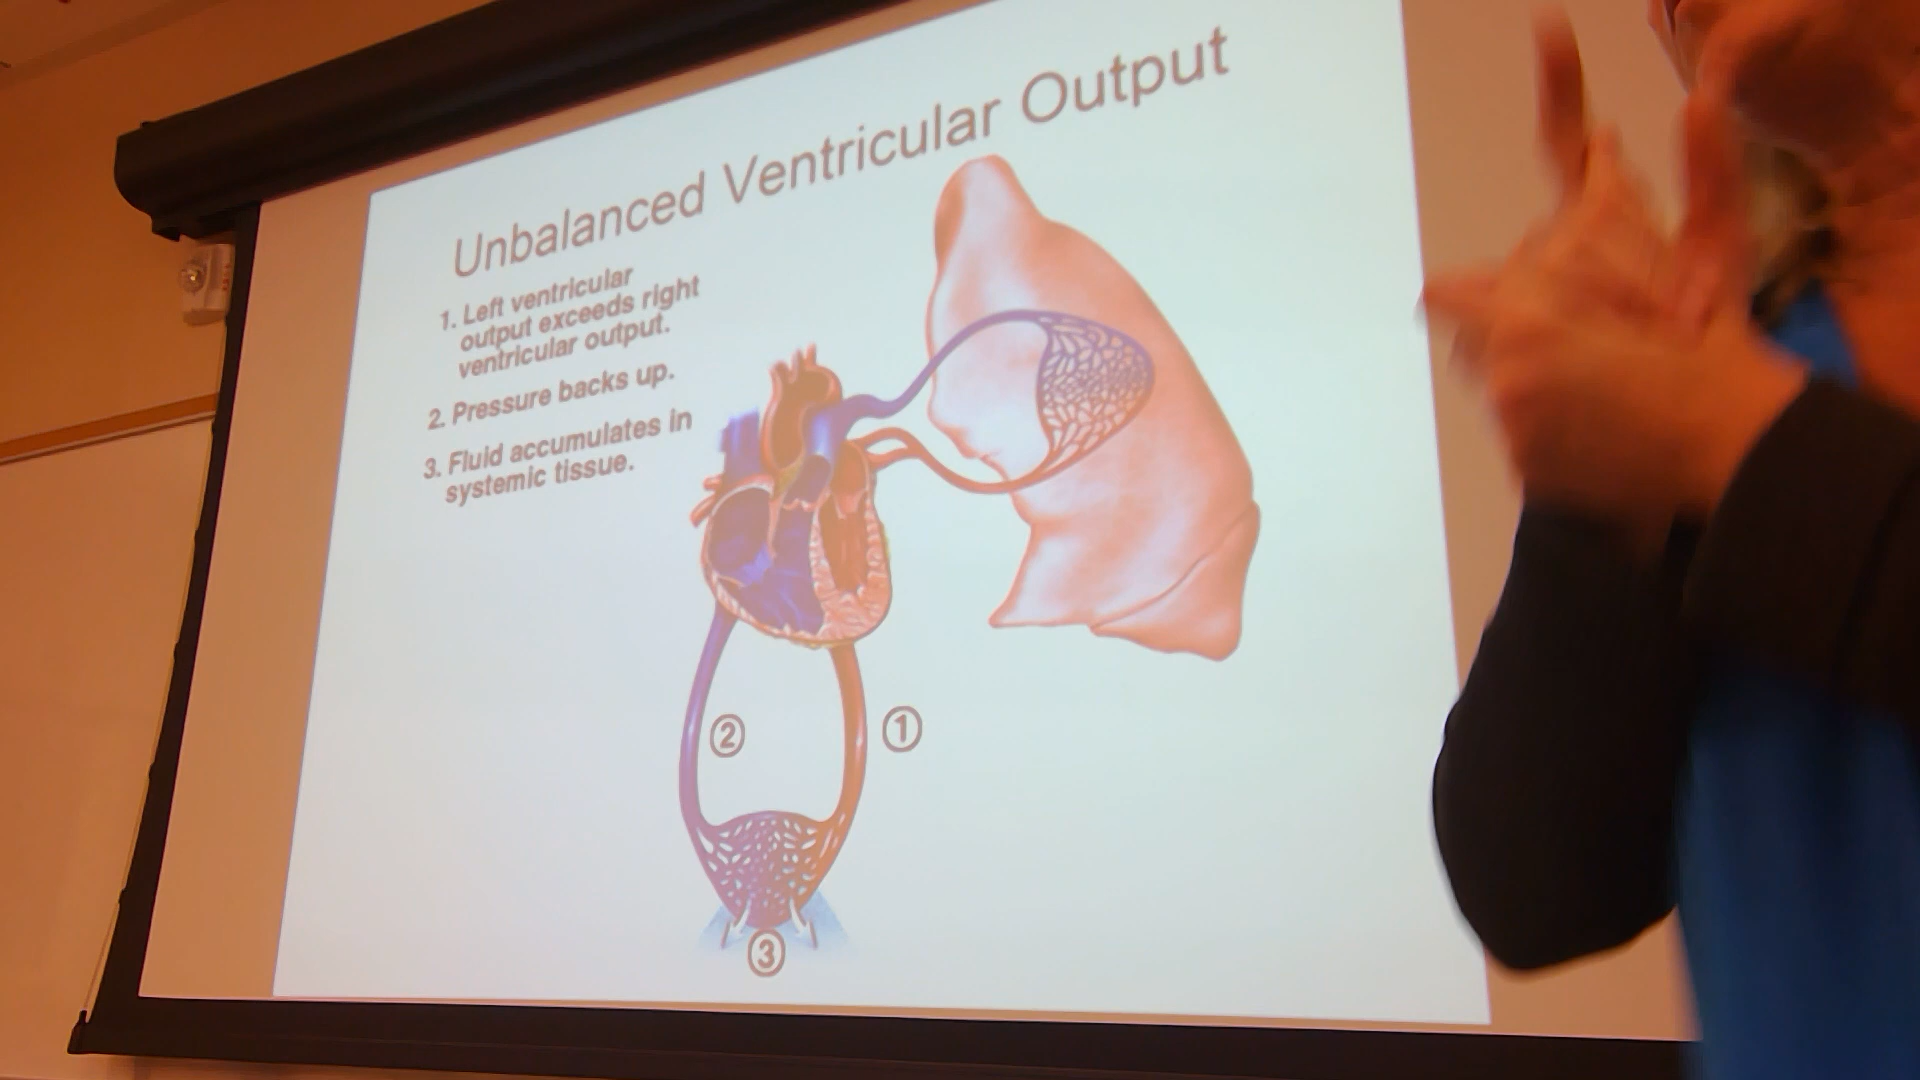 Unbalanced Ventricular Output
1. Left ventricular
output exceeds right
ventricular output.
2. Pressure backs up.
3. Fluid accumulates in
systemic tissue.
② ①
③